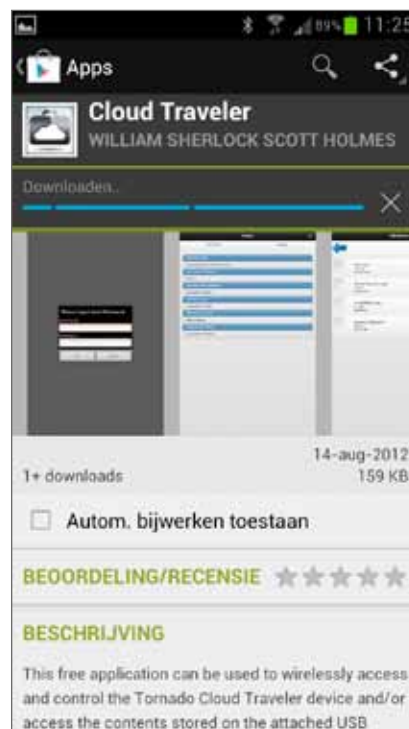 89% 11:25
Apps
Cloud Traveler
WILLIAM SHERLOCK SCOTT HOLMES
Downloaden..
14-aug-2012
1+ downloads
159 KB
Autom. bijwerken toestaan
BEOORDELING/RECENSIE
BESCHRIJVING
This free application can be used to wirelessly access
and control the Tornado Cloud Traveler device and/or
access the contents stored on the attached USB